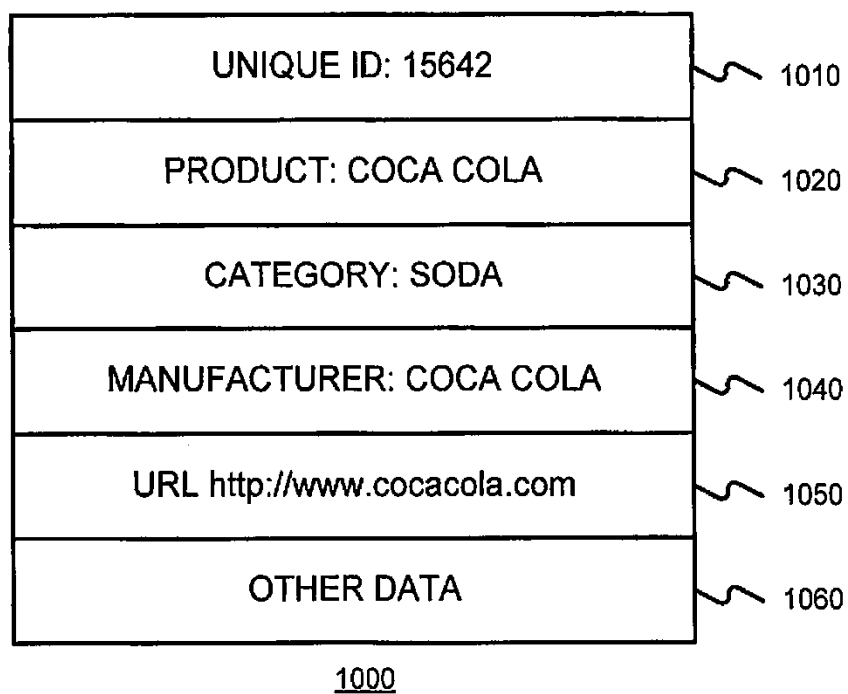 UNIQUE ID: 15642
1010
PRODUCT: COCA COLA
1020
CATEGORY: SODA
1030
MANUFACTURER: COCA COLA
1040
URL http://www.cocacola.com
1050
OTHER DATA
1060
1000